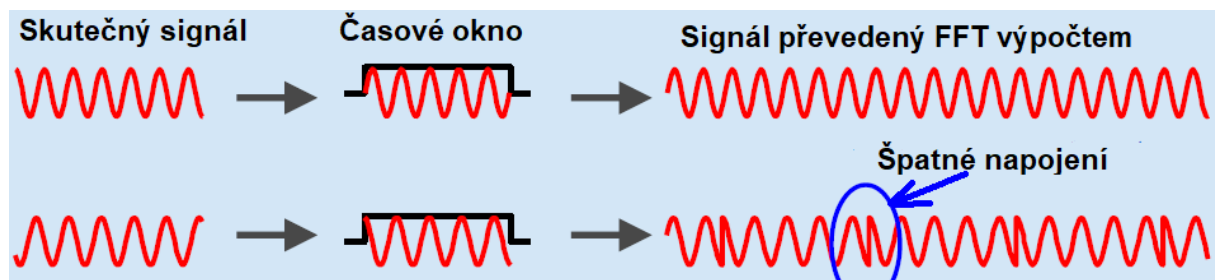 Skutečný signál
Časové okno
Signál převedený FFT výpočtem
Špatné napojení